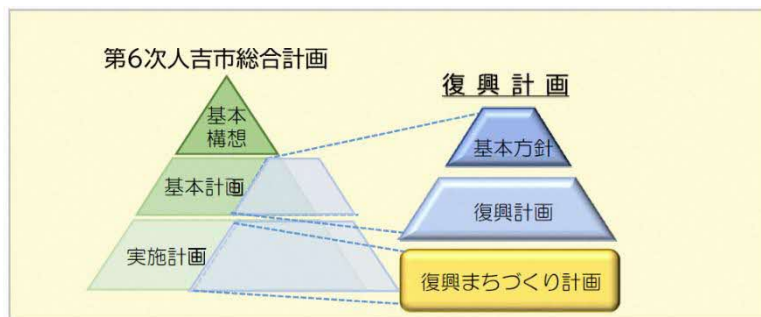 第6次人吉市総合計画
基本
構想
基本計画
実施計画
復興計画
基本方針
復興計画
復興まちづくり計画